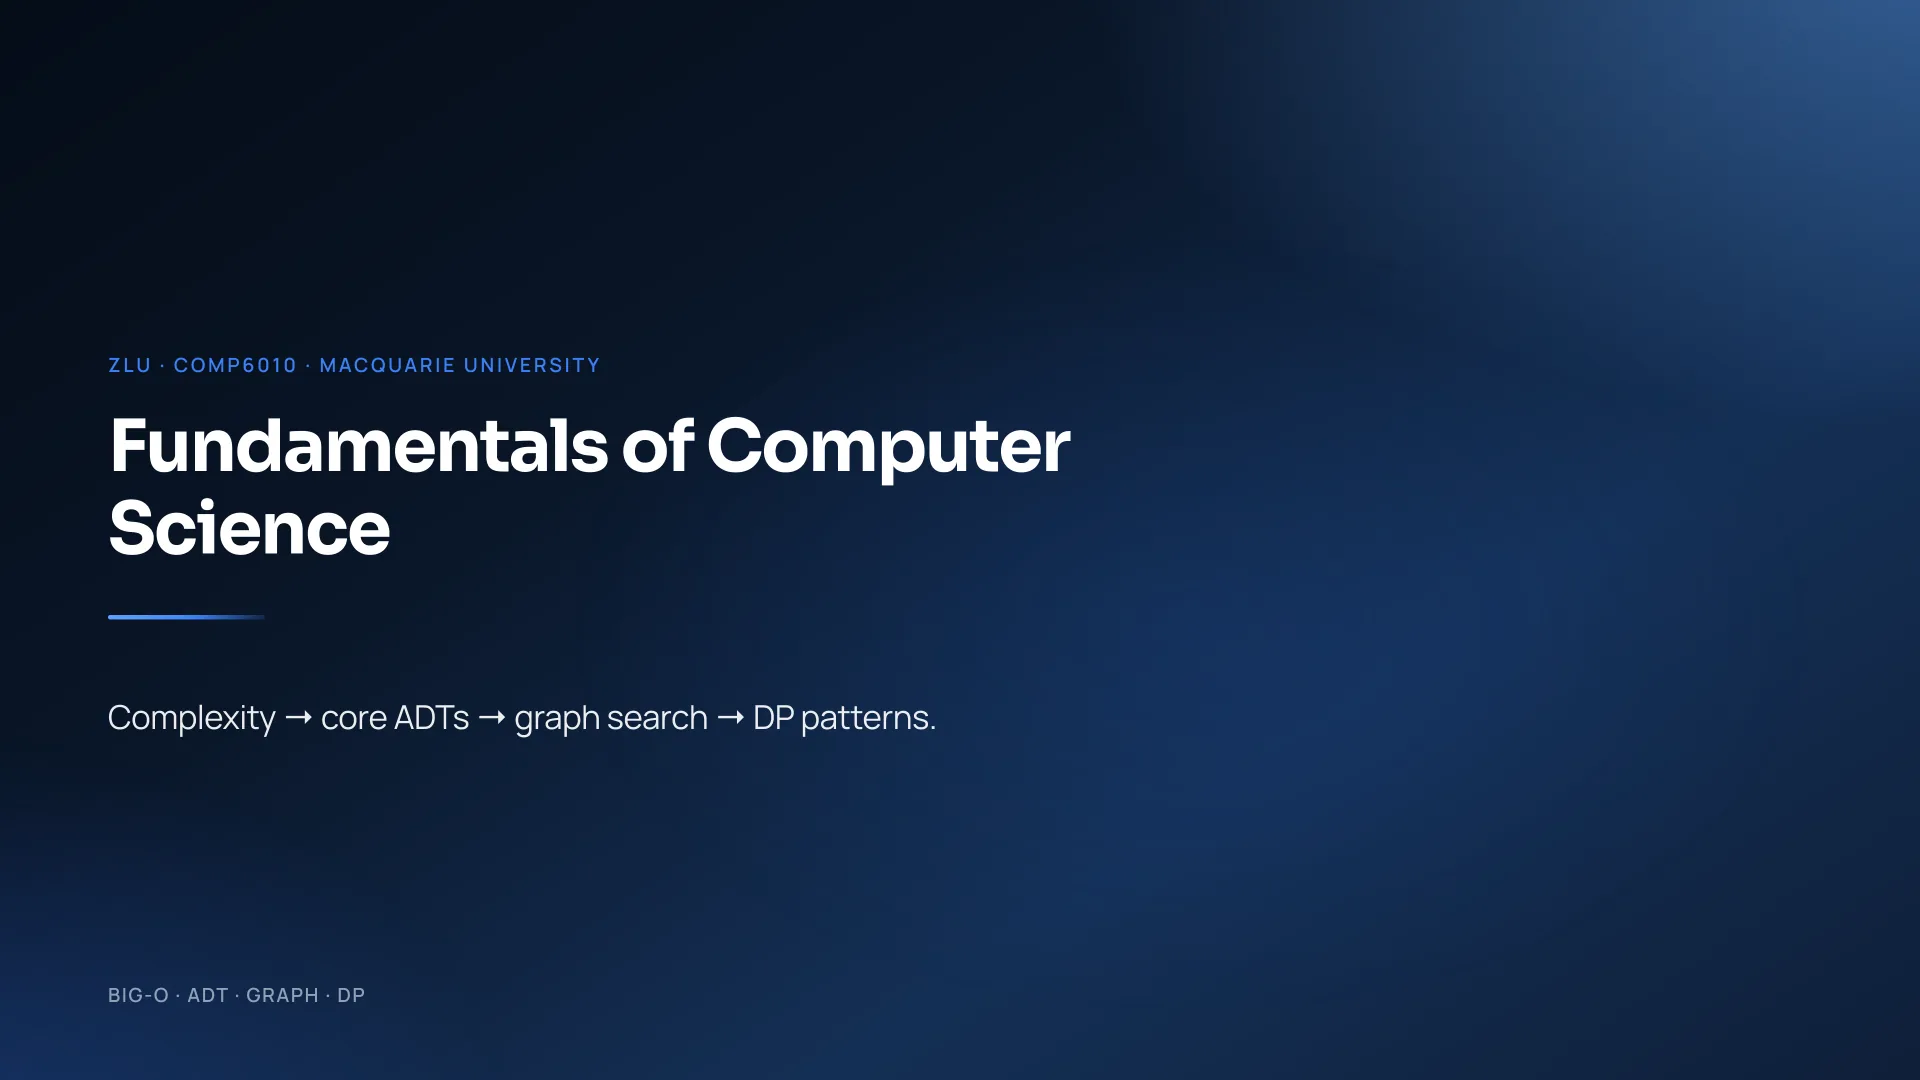 ZLU · COMP6010 · MACQUARIE UNIVERSITY
Fundamentals of Computer
Science
Complexity → core ADTs → graph search → DP patterns.
BIG-O · ADT · GRAPH · DP